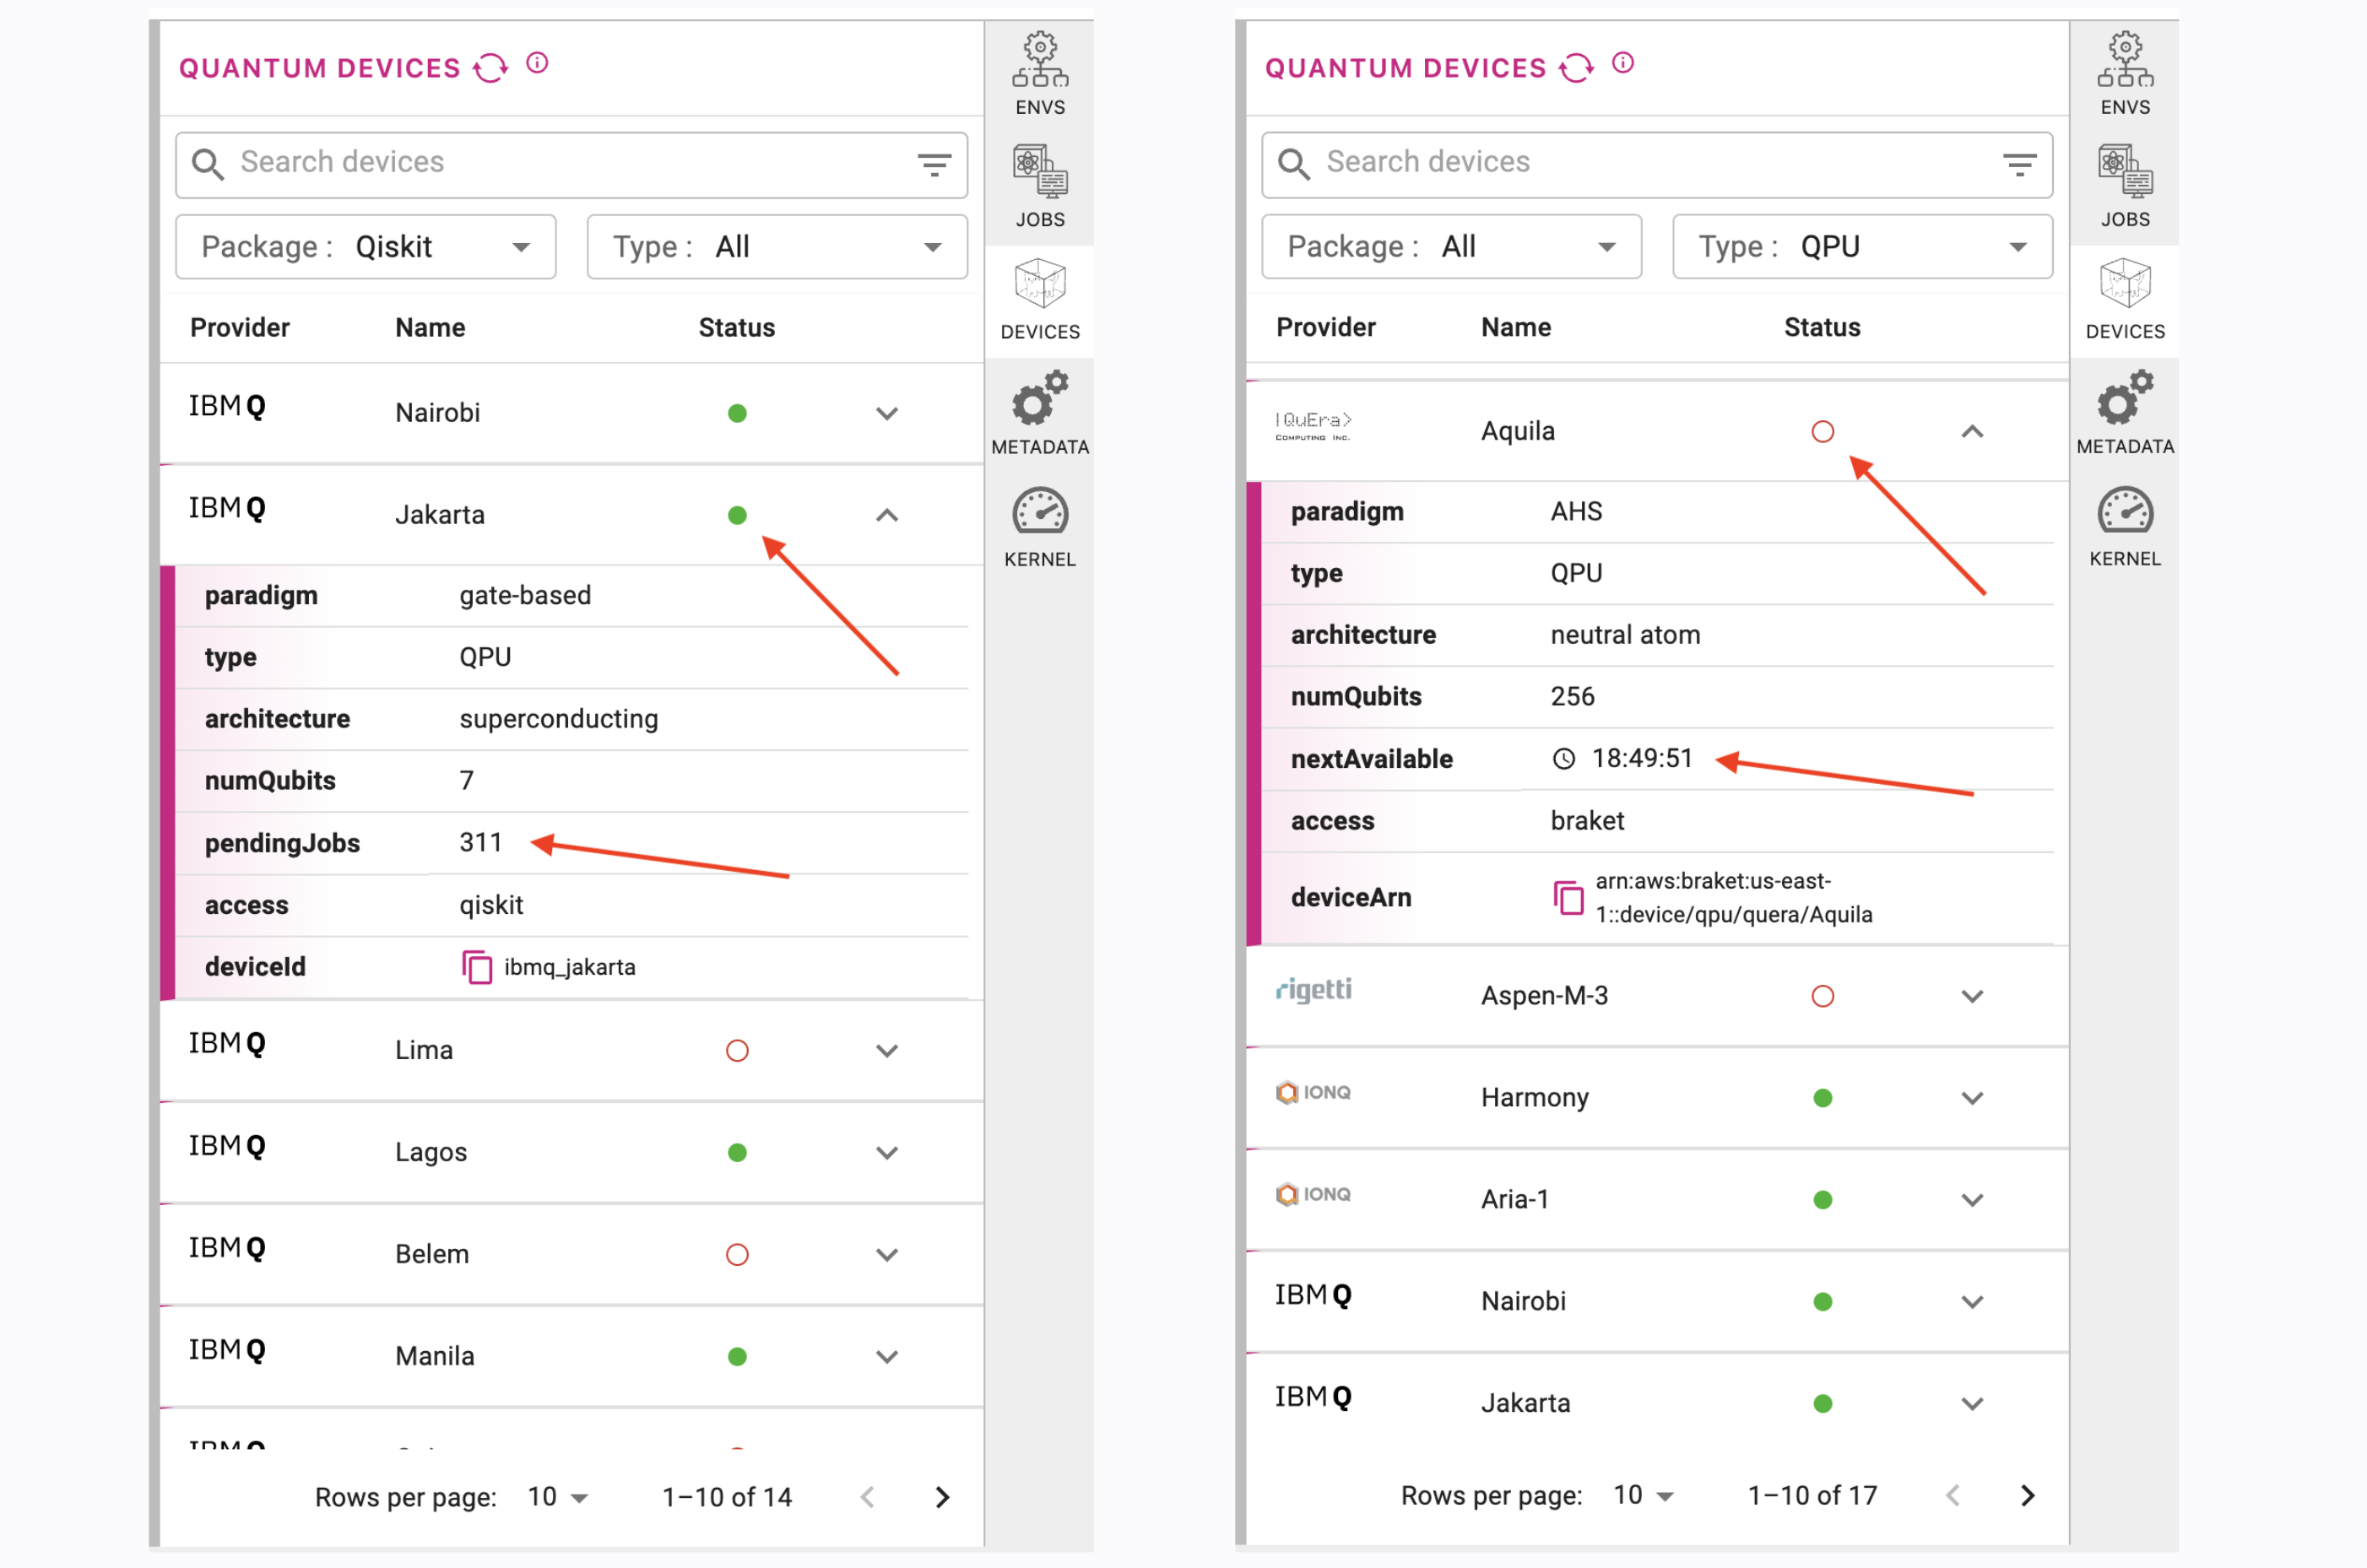 QUANTUM DEVICES
Search devices
Package : Qiskit
Type : All
Provider Name Status
IBM Q Nairobi
IBM Q Jakarta
paradigm gate-based
type QPU
architecture superconducting
numQubits 7
pendingJobs 311
access qiskit
deviceId ibmq_jakarta
IBM Q Lima
IBM Q Lagos
IBM Q Belem
IBM Q Manila
IBM Q
Rows per page: 10 1–10 of 14
ENVS
JOBS
DEVICES
METADATA
KERNEL
QUANTUM DEVICES
Search devices
Package : All
Type : QPU
Provider Name Status
|QuEra> Aquila
COMPUTING INC.
paradigm AHS
type QPU
architecture neutral atom
numQubits 256
nextAvailable 18:49:51
access braket
deviceArn arn:aws:braket:us-east-
1::device/qpu/quera/Aquila
rigetti Aspen-M-3
IONQ Harmony
IONQ Aria-1
IBM Q Nairobi
IBM Q Jakarta
Rows per page: 10 1–10 of 17
ENVS
JOBS
DEVICES
METADATA
KERNEL